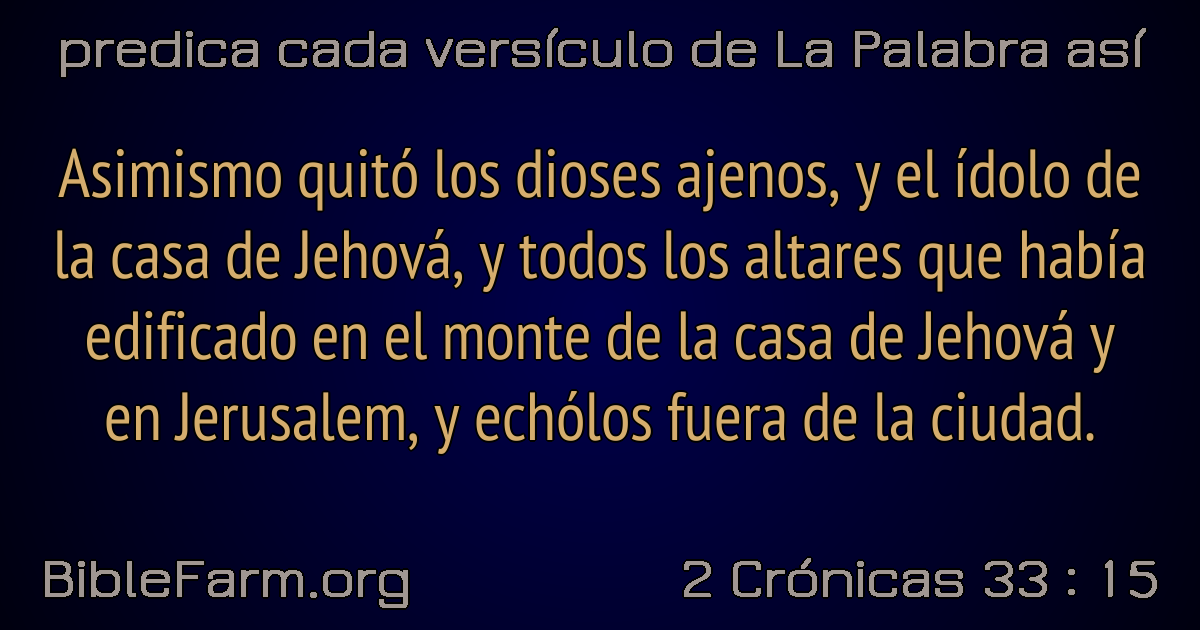 predica cada versículo de La Palabra así
Asimismo quitó los dioses ajenos, y el ídolo de
la casa de Jehová, y todos los altares que había
edificado en el monte de la casa de Jehová y
en Jerusalem, y echólos fuera de la ciudad.
BibleFarm.org
2 Crónicas 33 : 15